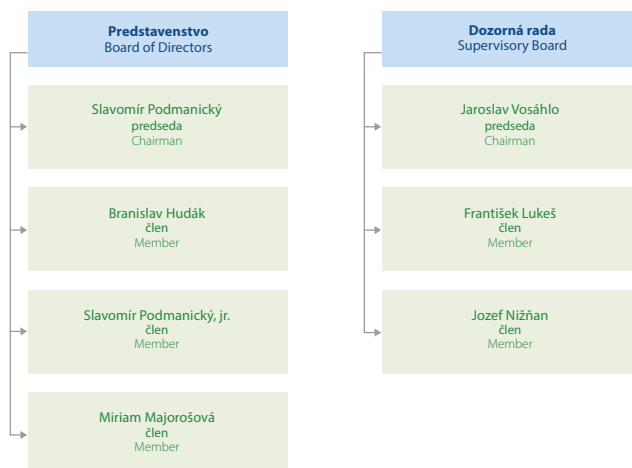 Predstavenstvo
Board of Directors
Slavomír Podmanický
predseda
Chairman
Branislav Hudák
člen
Member
Slavomír Podmanický, jr.
člen
Member
Miriam Majorošová
člen
Member
Dozorná rada
Supervisory Board
Jaroslav Vosáhlo
predseda
Chairman
František Lukeš
člen
Member
Jozef Nižňan
člen
Member